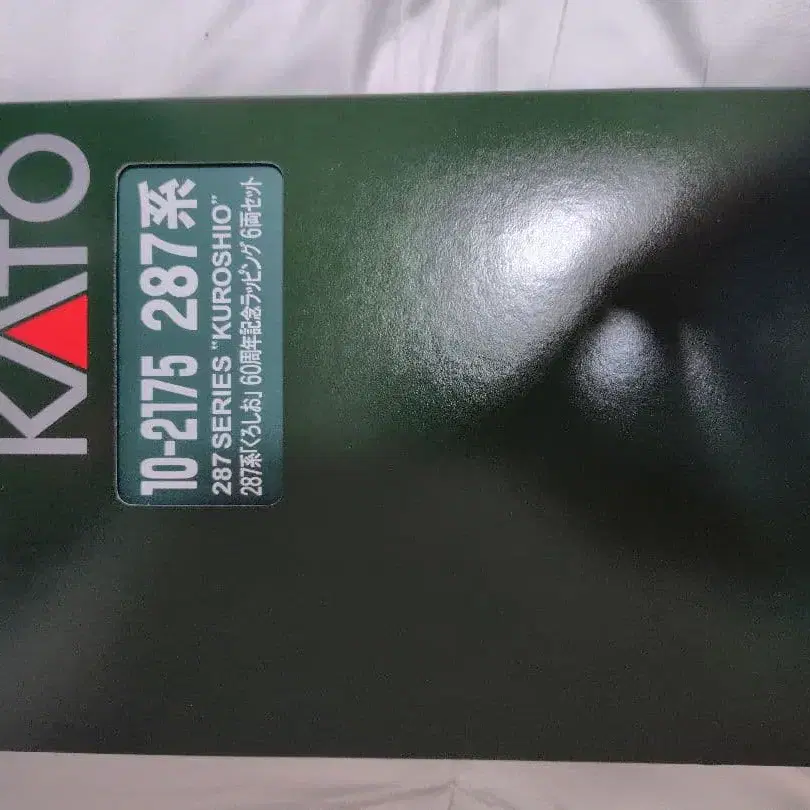 KATO
10-2175 287系
287 SERIES "KUROSHIO"
287系「くろしお」 60周年記念ラッピング 6両セット